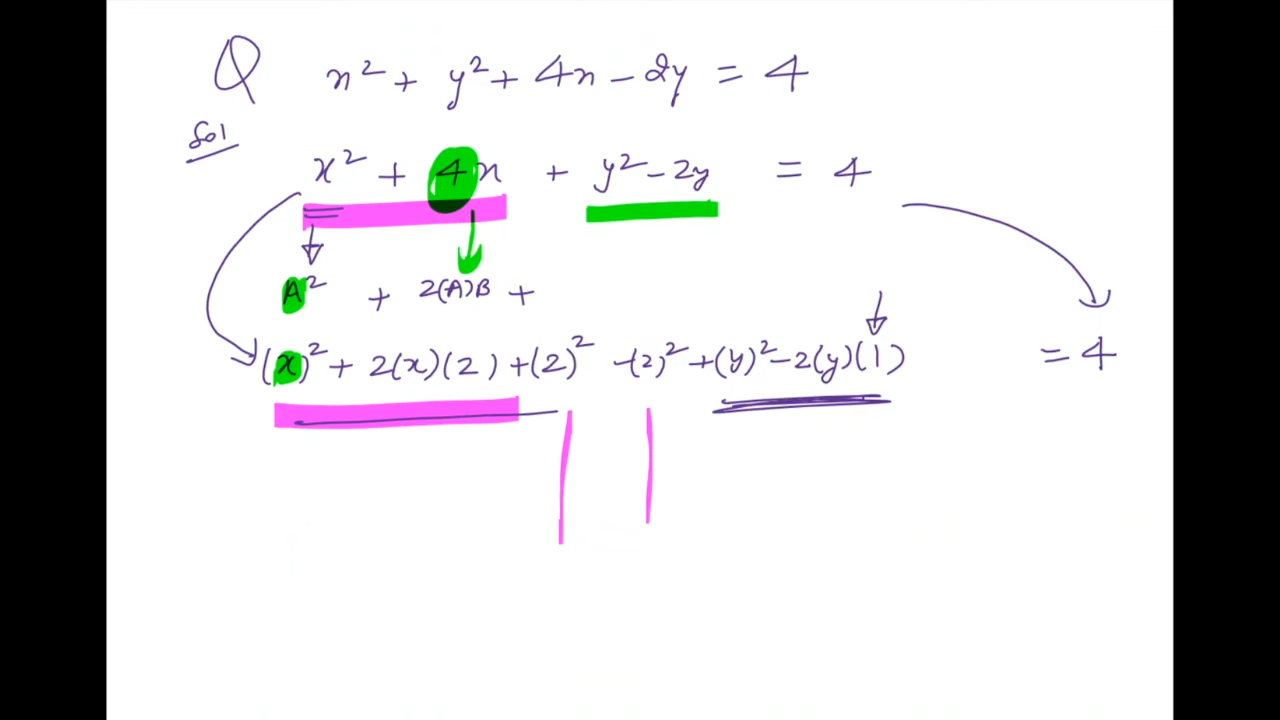 Q x² + y² + 4x - 2y = 4
Sol
x² + 4x + y² - 2y = 4
A² + 2(A)B +
(x)² + 2(x)(2) + (2)² - (2)² + (y)² - 2(y)(1) = 4